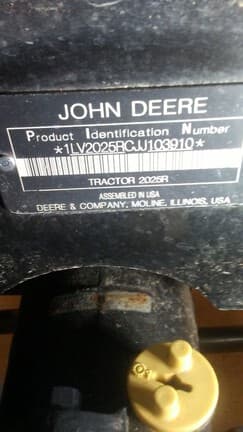 JOHN DEERE
Product Identification Number
*1LV2025RCJJ103910*
TRACTOR 2025R
ASSEMBLED IN USA
DEERE & COMPANY, MOLINE, ILLINOIS, USA